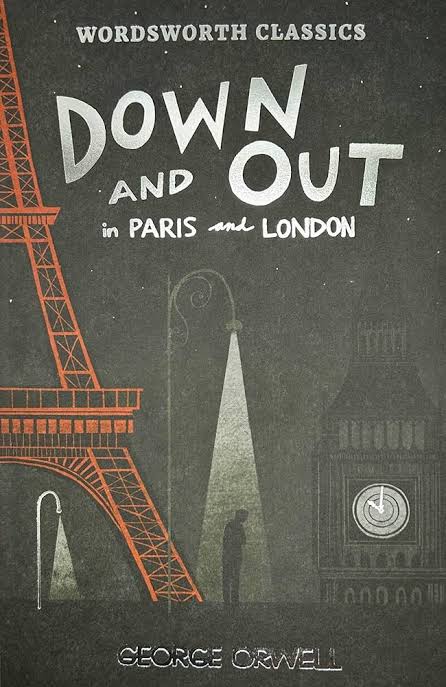 WORDSWORTH CLASSICS
DOWN
AND OUT
in PARIS and LONDON
GEORGE ORWELL